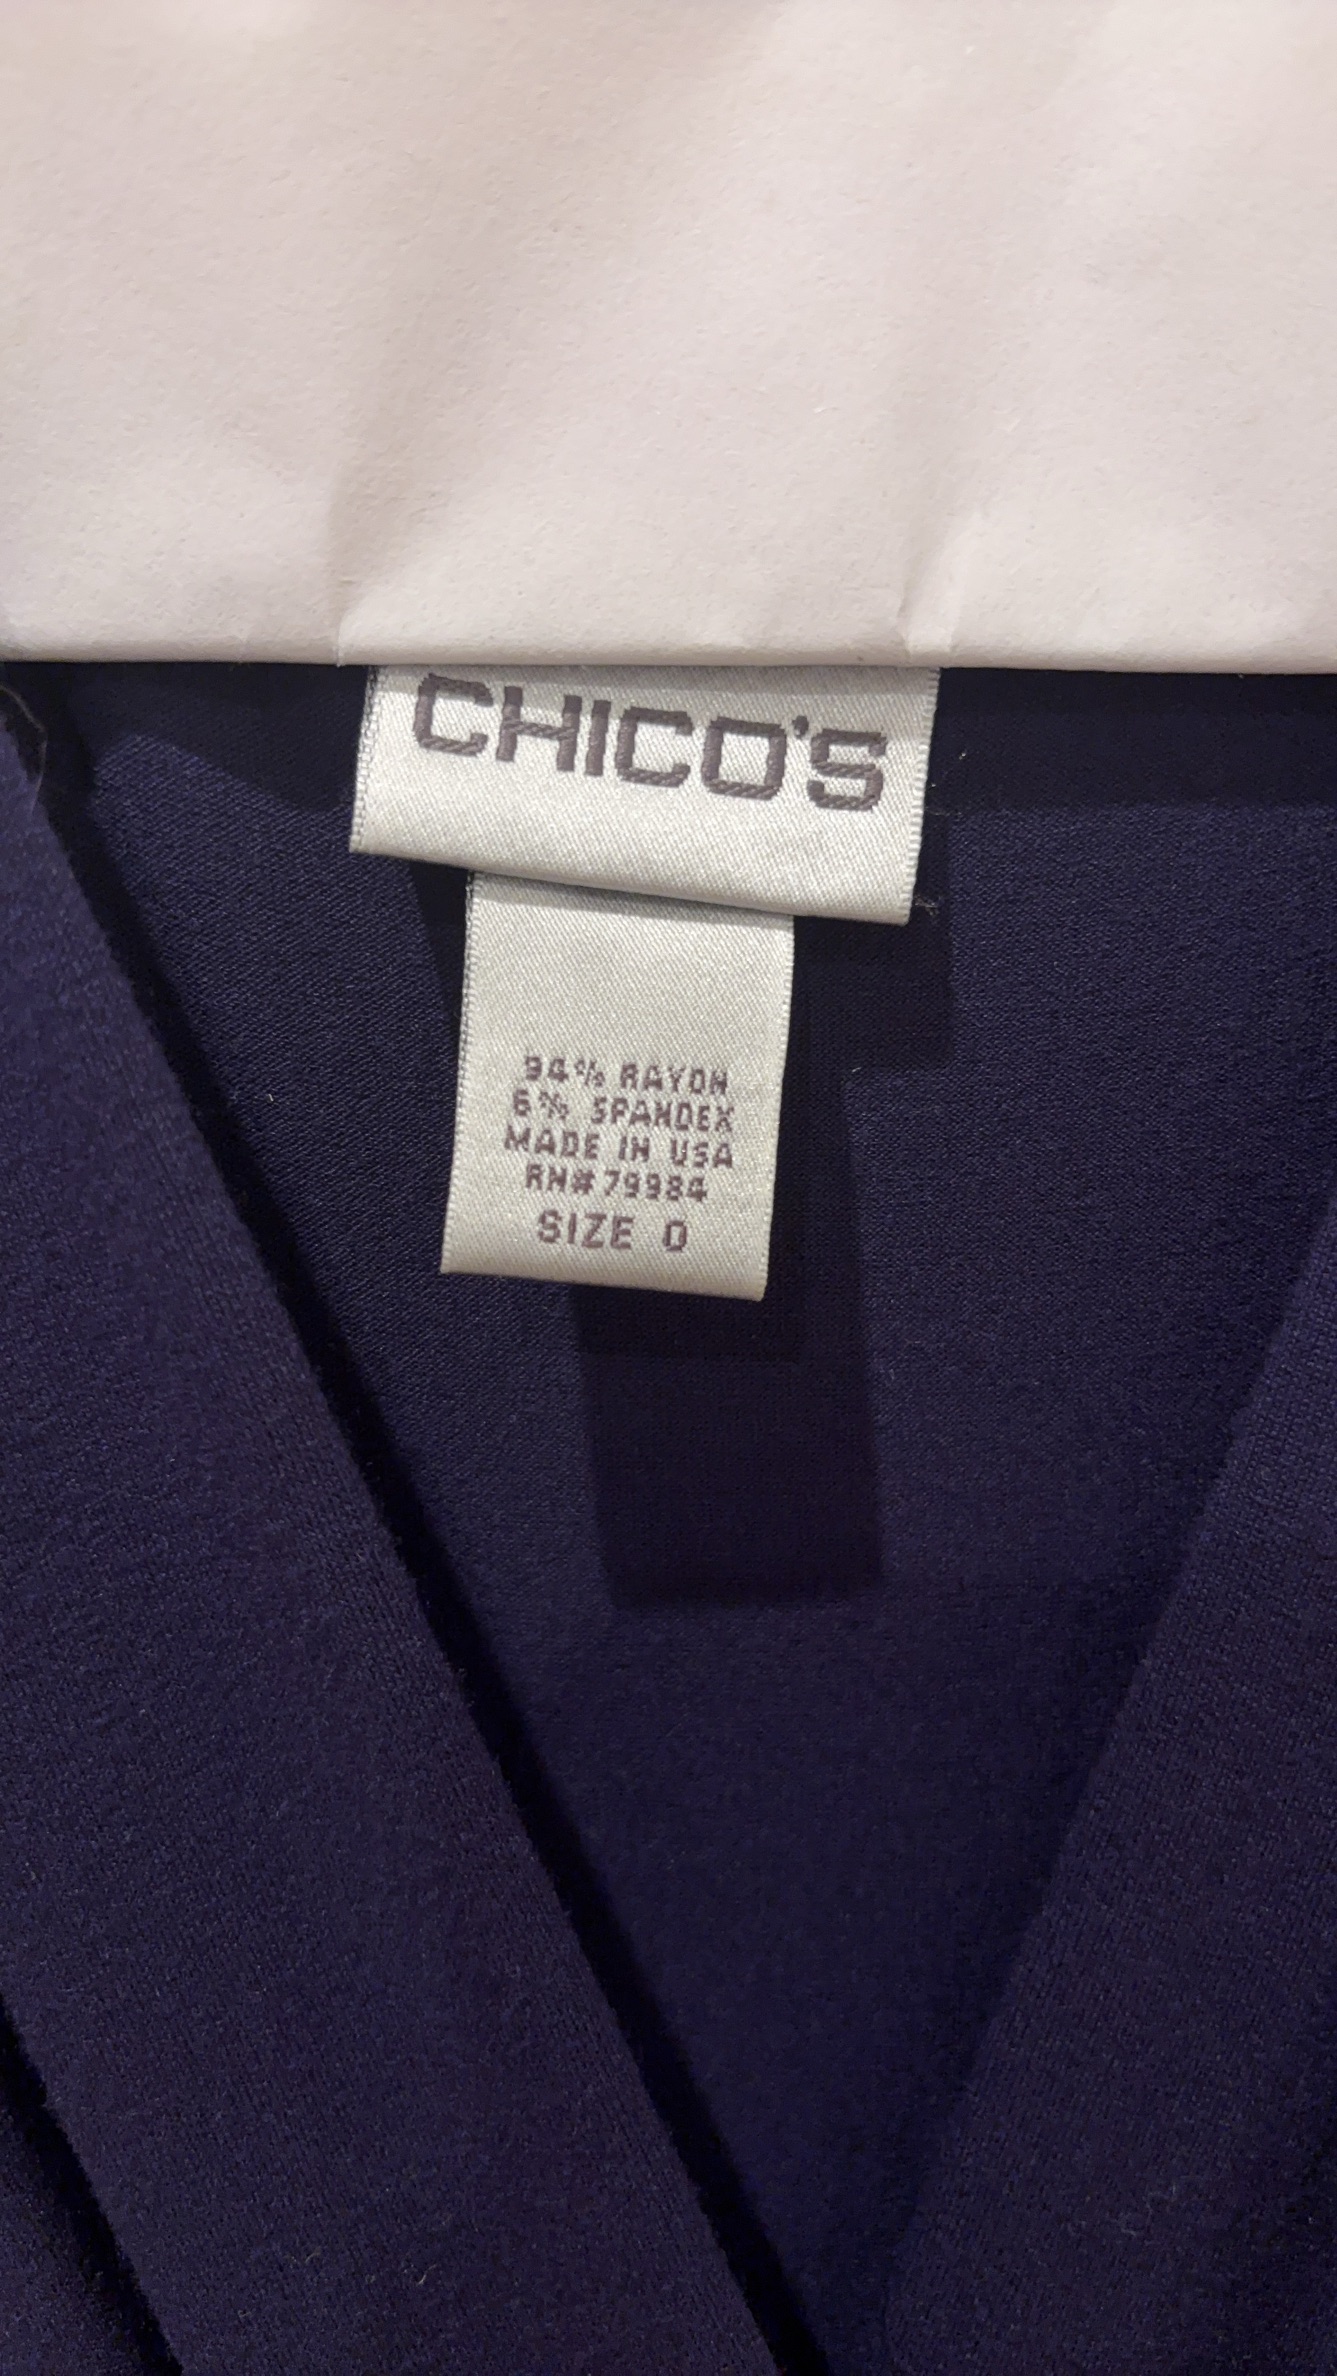 CHICO'S
94% RAYON
6% SPANDEX
MADE IN USA
RN# 79984
SIZE 0